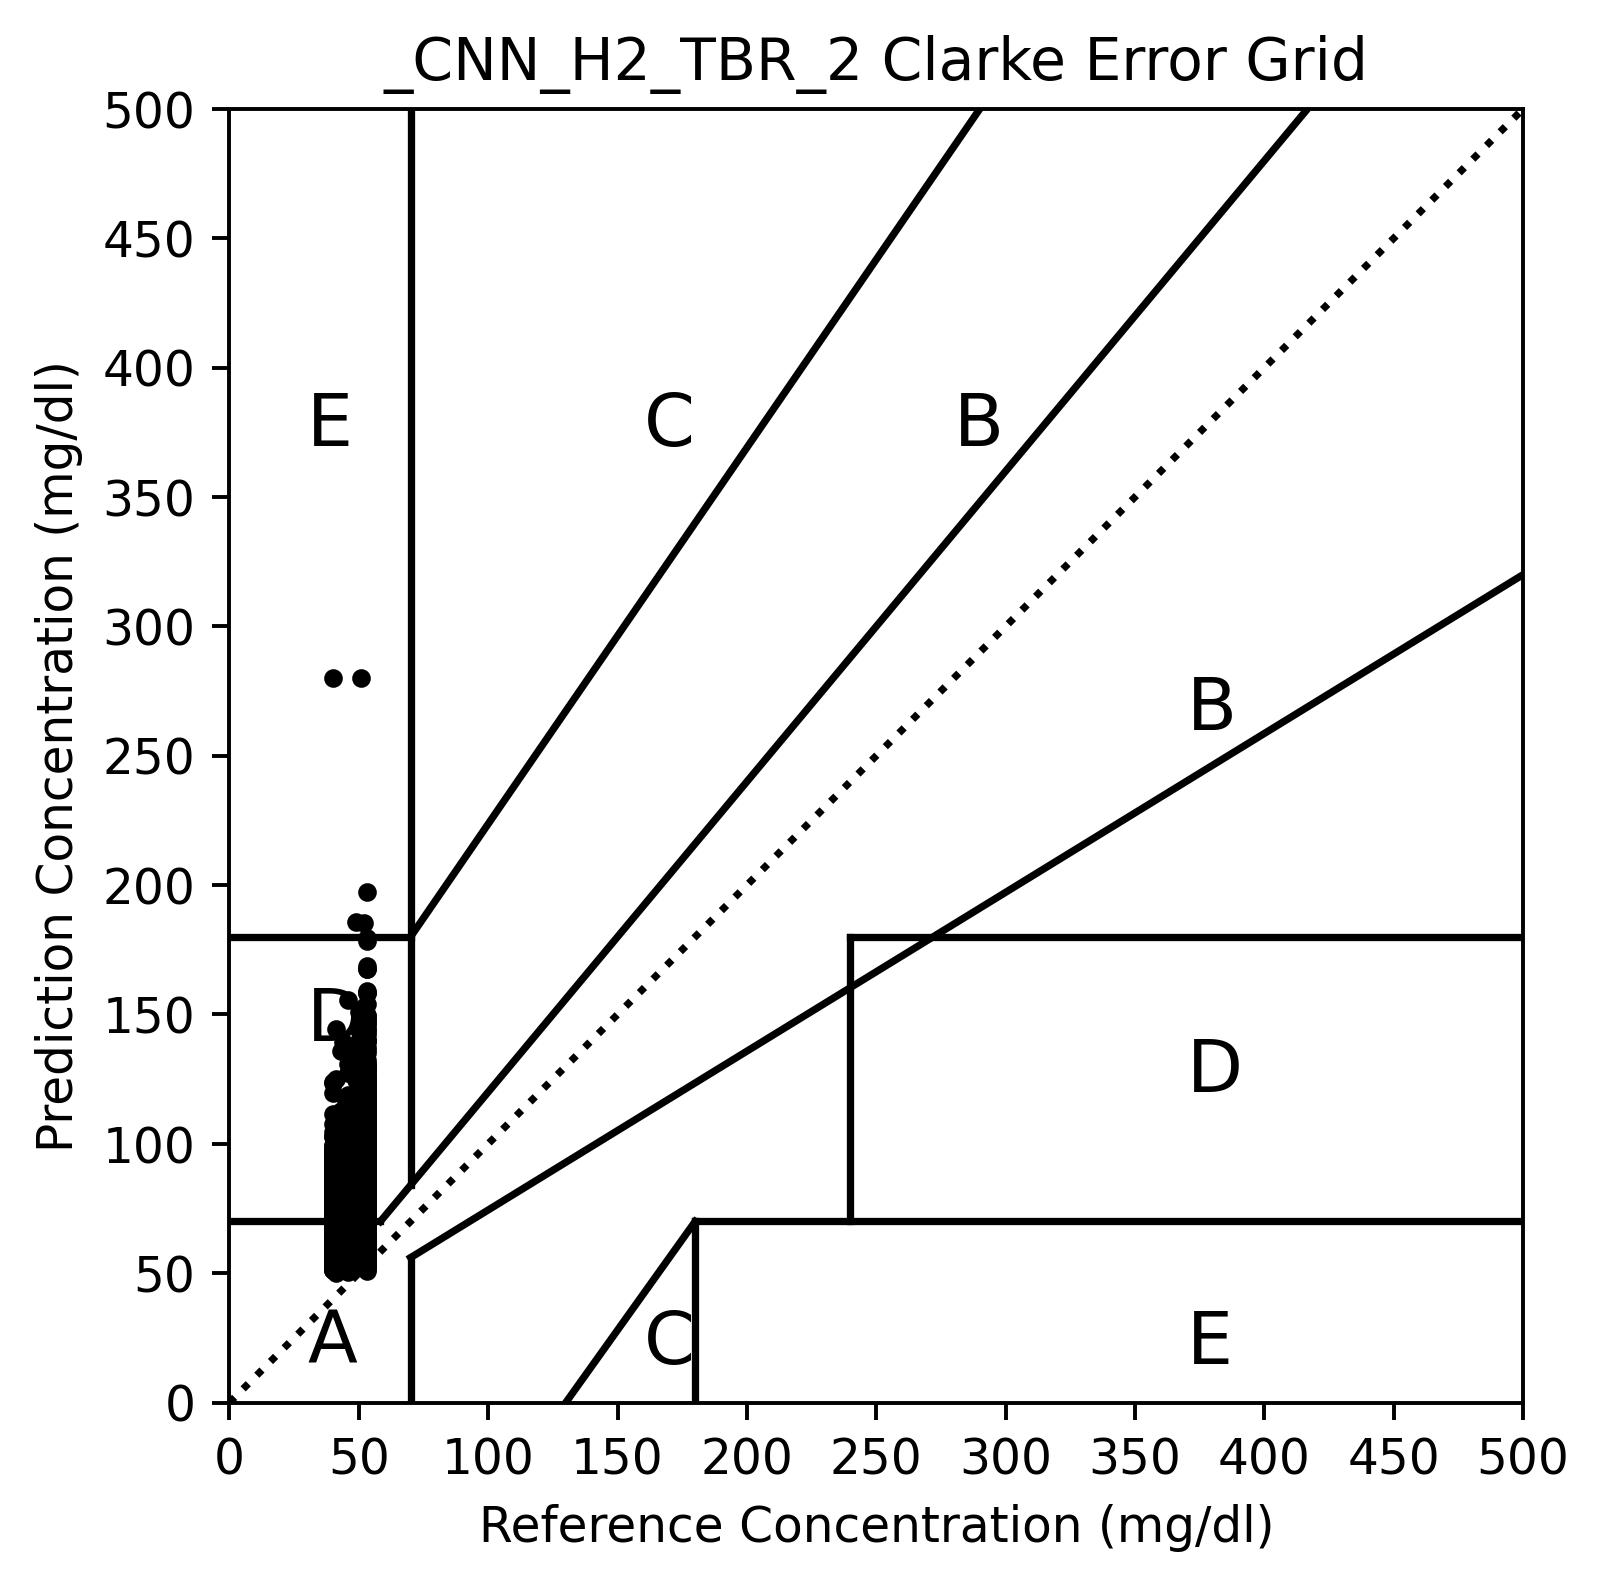 _CNN_H2_TBR_2 Clarke Error Grid
500
450
400
350
300
250
200
150
100
50
0
Prediction Concentration (mg/dl)
E
C
B
B
D
D
A
C
E
0 50 100 150 200 250 300 350 400 450 500
Reference Concentration (mg/dl)